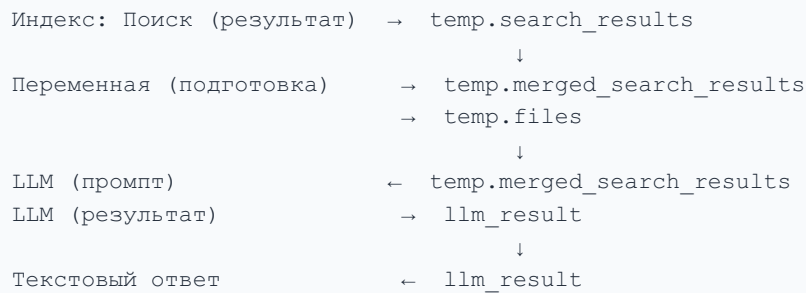 Индекс: Поиск (результат) → temp.search_results
↓
Переменная (подготовка) → temp.merged_search_results
→ temp.files
↓
LLM (промпт) ← temp.merged_search_results
LLM (результат) → llm_result
↓
Текстовый ответ ← llm_result